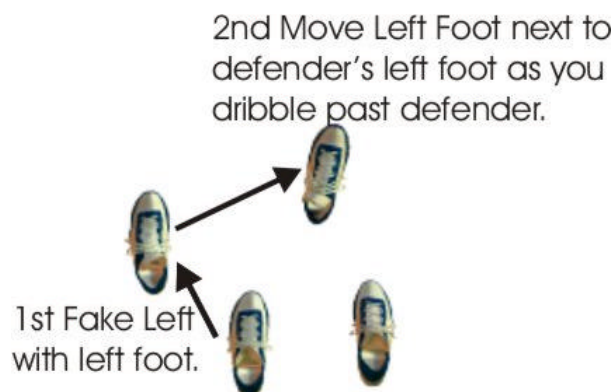 2nd Move Left Foot next to
defender's left foot as you
dribble past defender.
1st Fake Left
with left foot.